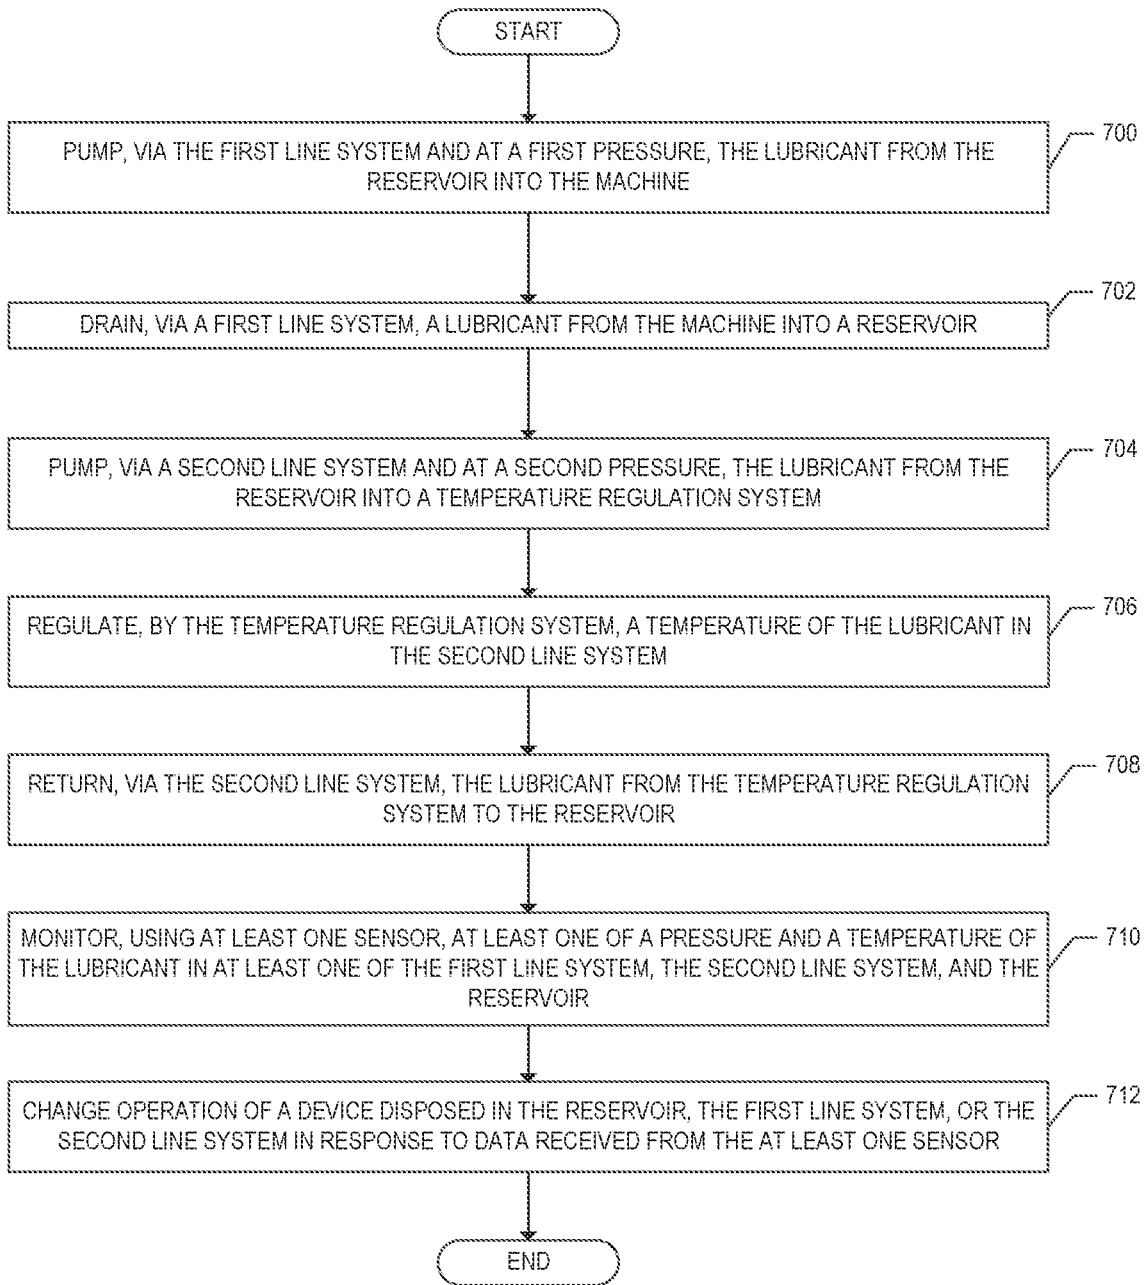 START
PUMP, VIA THE FIRST LINE SYSTEM AND AT A FIRST PRESSURE, THE LUBRICANT FROM THE
RESERVOIR INTO THE MACHINE
700
DRAIN, VIA A FIRST LINE SYSTEM, A LUBRICANT FROM THE MACHINE INTO A RESERVOIR
702
PUMP, VIA A SECOND LINE SYSTEM AND AT A SECOND PRESSURE, THE LUBRICANT FROM THE
RESERVOIR INTO A TEMPERATURE REGULATION SYSTEM
704
REGULATE, BY THE TEMPERATURE REGULATION SYSTEM, A TEMPERATURE OF THE LUBRICANT IN
THE SECOND LINE SYSTEM
706
RETURN, VIA THE SECOND LINE SYSTEM, THE LUBRICANT FROM THE TEMPERATURE REGULATION
SYSTEM TO THE RESERVOIR
708
MONITOR, USING AT LEAST ONE SENSOR, AT LEAST ONE OF A PRESSURE AND A TEMPERATURE OF
THE LUBRICANT IN AT LEAST ONE OF THE FIRST LINE SYSTEM, THE SECOND LINE SYSTEM, AND THE
RESERVOIR
710
CHANGE OPERATION OF A DEVICE DISPOSED IN THE RESERVOIR, THE FIRST LINE SYSTEM, OR THE
SECOND LINE SYSTEM IN RESPONSE TO DATA RECEIVED FROM THE AT LEAST ONE SENSOR
712
END